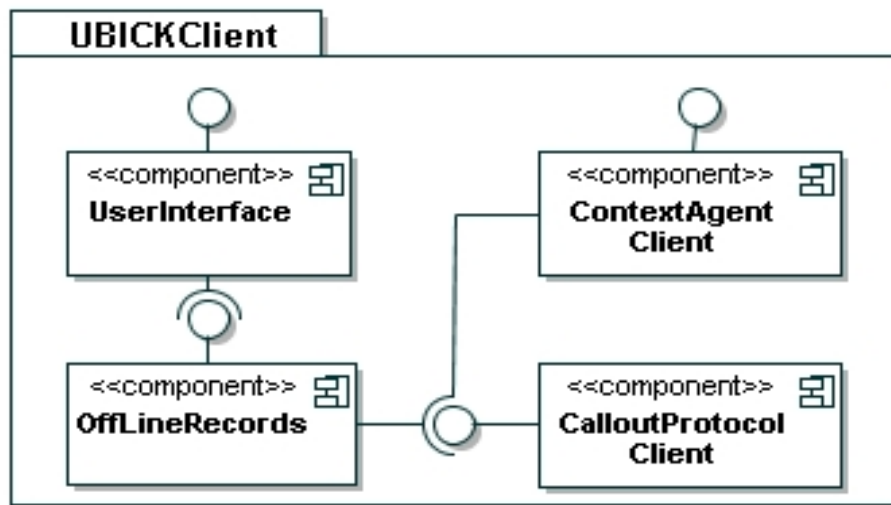 UBICKClient
<<component>>
UserInterface
<<component>>
ContextAgent
Client
<<component>>
OffLineRecords
<<component>>
CalloutProtocol
Client